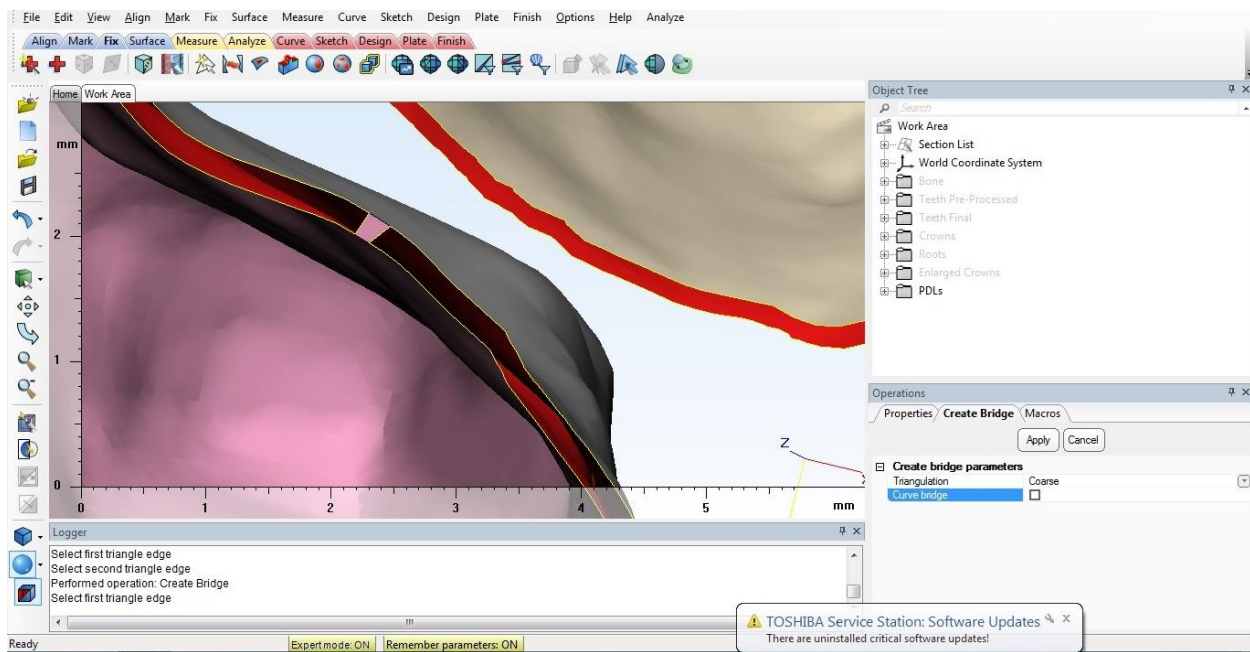 File Edit View Align Mark Fix Surface Measure Curve Sketch Design Plate Finish Options Help Analyze
Align Mark Fix Surface Measure Analyze Curve Sketch Design Plate Finish
Home Work Area
mm
2
1
0
0 1 2 3 4 5 mm
Z
Object Tree
Search
Work Area
Section List
World Coordinate System
Bone
Teeth Pre-Processed
Teeth Final
Crowns
Roots
Enlarged Crowns
PDLs
Operations
Properties Create Bridge Macros
Apply Cancel
Create bridge parameters
Triangulation Coarse
Curve bridge
Logger
Select first triangle edge
Select second triangle edge
Performed operation: Create Bridge
Select first triangle edge
TOSHIBA Service Station: Software Updates
There are uninstalled critical software updates!
Ready Expert mode: ON Remember parameters: ON